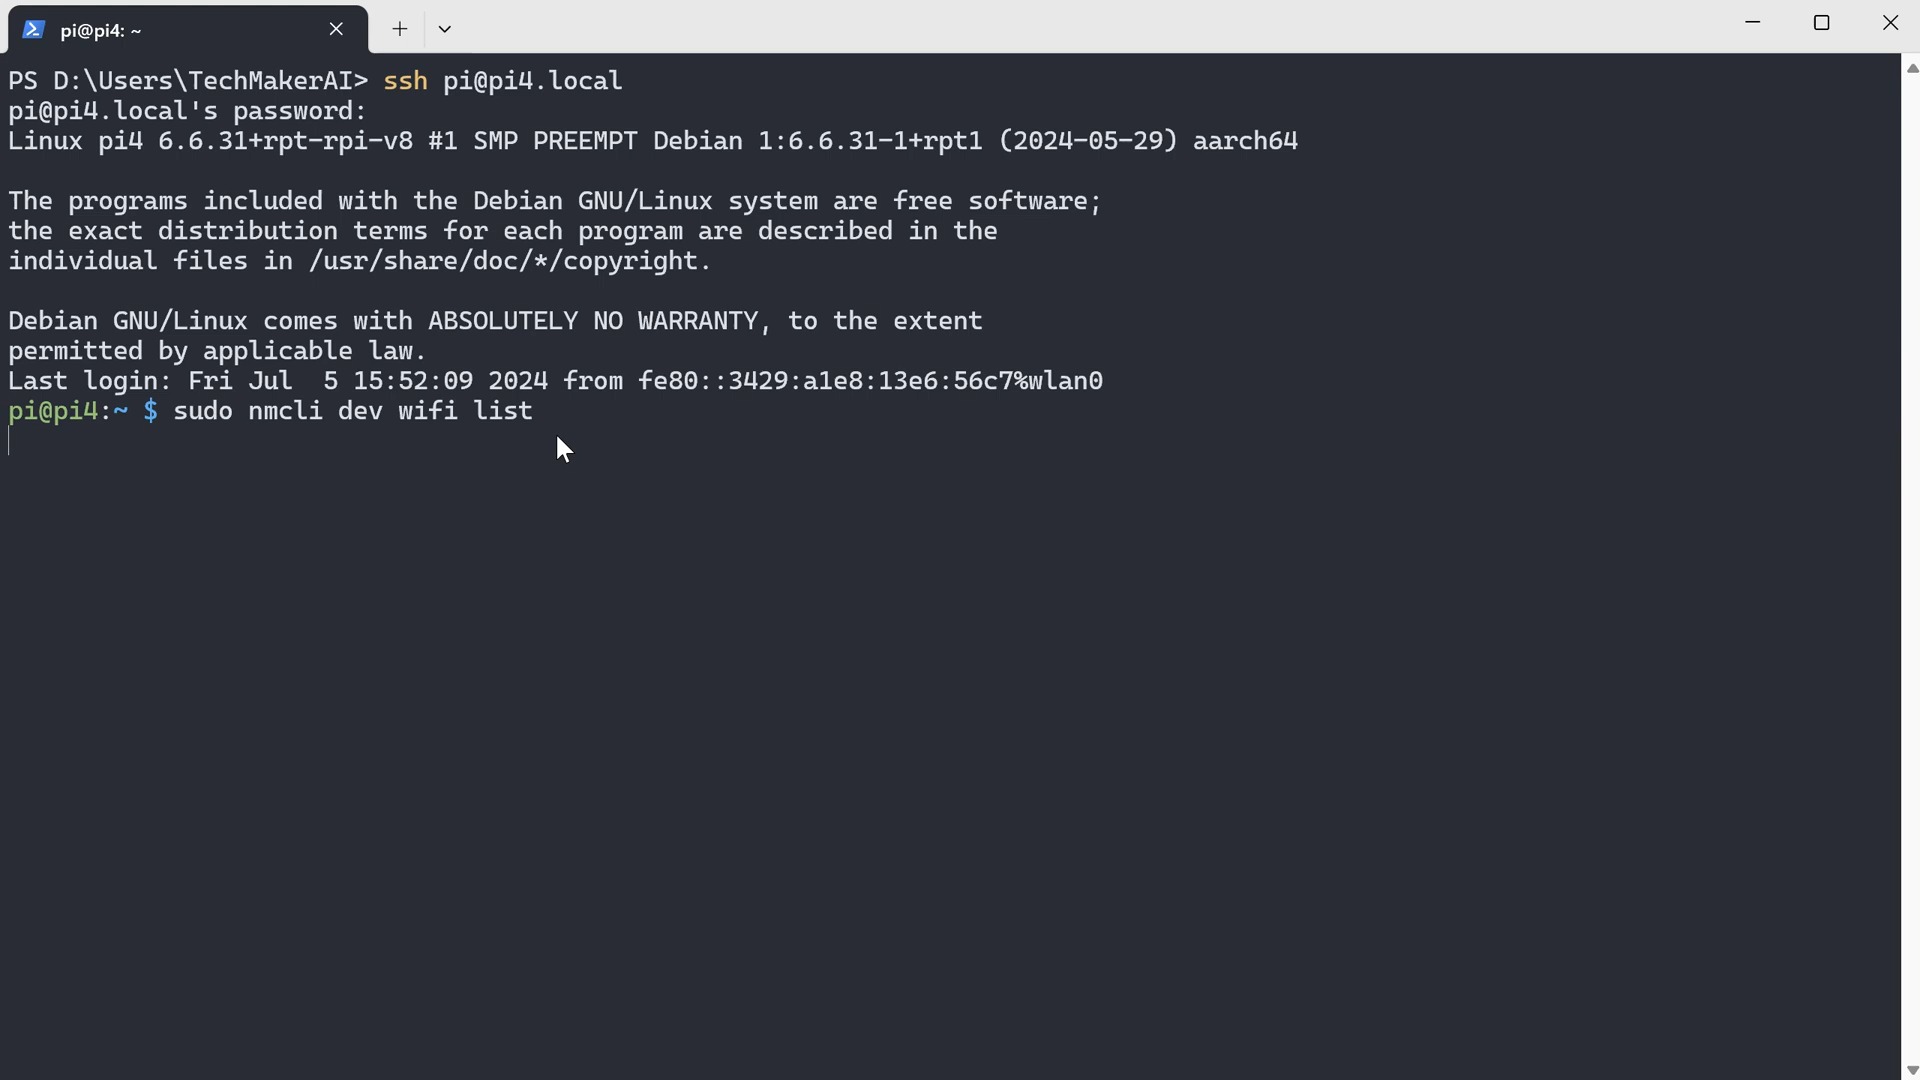 pi@pi4: ~
PS D:\Users\TechMakerAI> ssh pi@pi4.local
pi@pi4.local's password:
Linux pi4 6.6.31+rpt-rpi-v8 #1 SMP PREEMPT Debian 1:6.6.31-1+rpt1 (2024-05-29) aarch64
The programs included with the Debian GNU/Linux system are free software;
the exact distribution terms for each program are described in the
individual files in /usr/share/doc/*/copyright.
Debian GNU/Linux comes with ABSOLUTELY NO WARRANTY, to the extent
permitted by applicable law.
Last login: Fri Jul  5 15:52:09 2024 from fe80::3429:a1e8:13e6:56c7%wlan0
pi@pi4:~ $ sudo nmcli dev wifi list